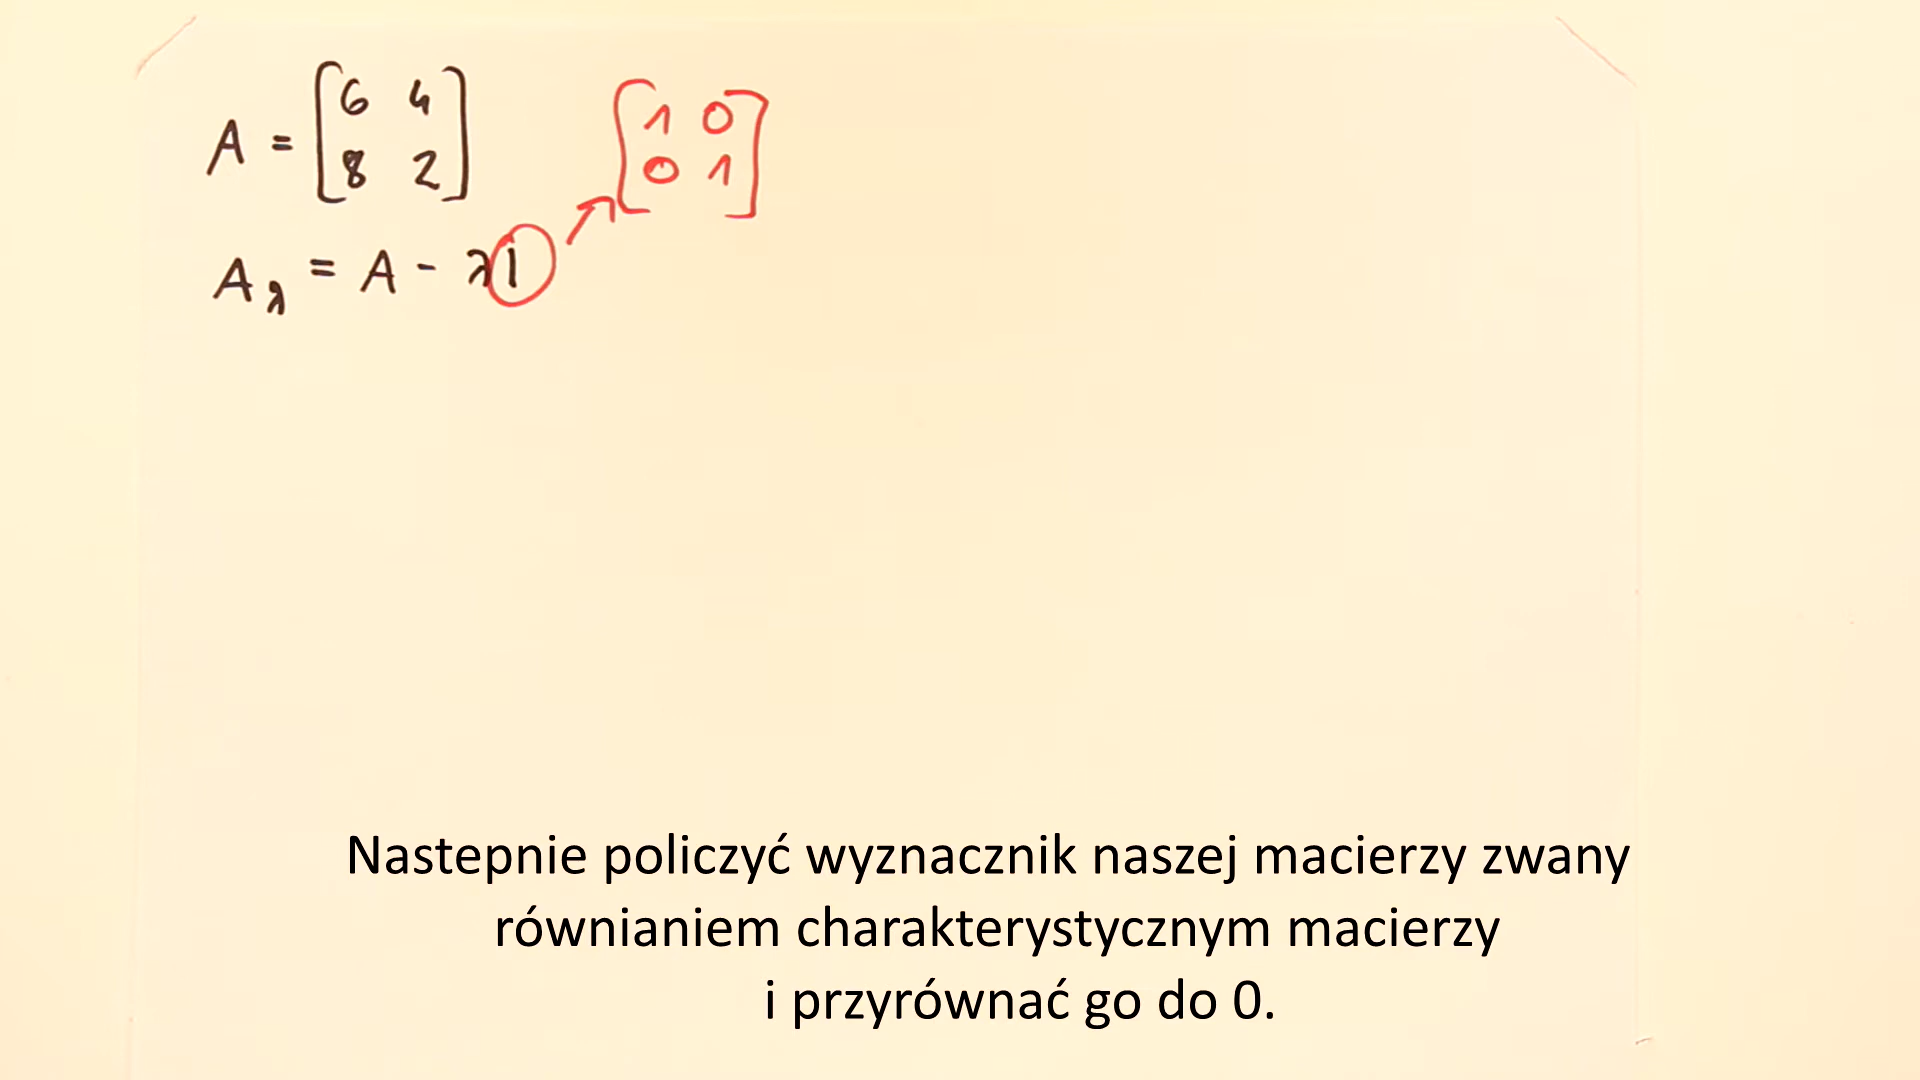 A = [6 4
8 2]
[1 0
0 1]
A λ = A - λI
Nastepnie policzyć wyznacznik naszej macierzy zwany
równianiem charakterystycznym macierzy
i przyrównać go do 0.